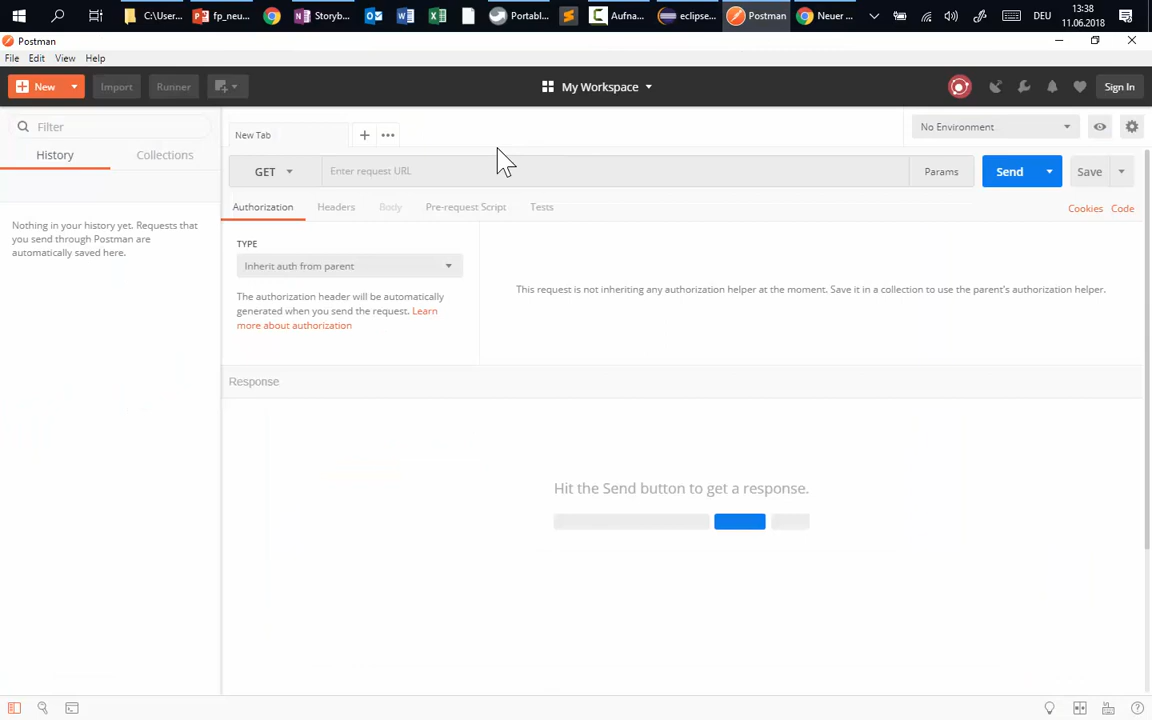 C:\User...
fp_neu...
Storyb...
Portabl...
Aufna...
eclipse...
Postman
Neuer ...
DEU
13:38
11.06.2018
Postman
File Edit View Help
New
Import
Runner
My Workspace
Sign In
Filter
History
Collections
Nothing in your history yet. Requests that
you send through Postman are
automatically saved here.
New Tab
No Environment
GET
Enter request URL
Params
Send
Save
Authorization
Headers
Body
Pre-request Script
Tests
Cookies
Code
TYPE
Inherit auth from parent
The authorization header will be automatically
generated when you send the request. Learn
more about authorization
This request is not inheriting any authorization helper at the moment. Save it in a collection to use the parent's authorization helper.
Response
Hit the Send button to get a response.